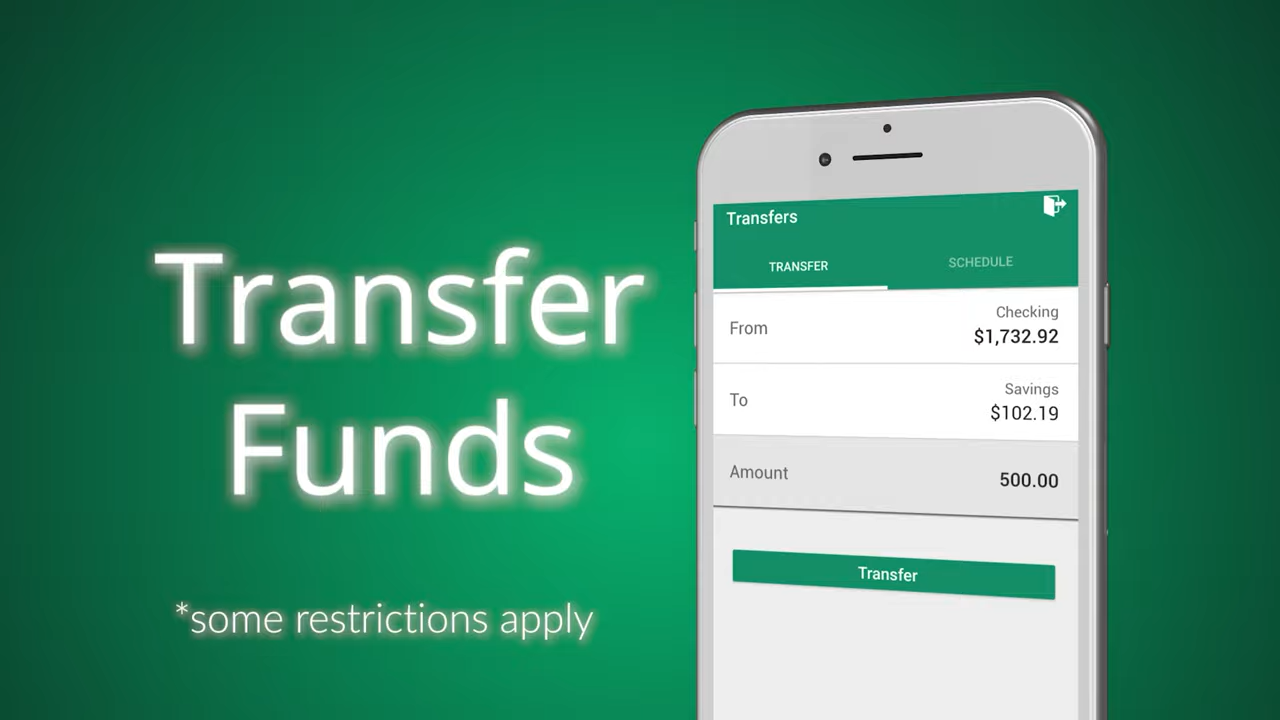 Transfer
Funds
*some restrictions apply
Transfers
TRANSFER SCHEDULE
From Checking
$1,732.92
To Savings
$102.19
Amount 500.00
Transfer